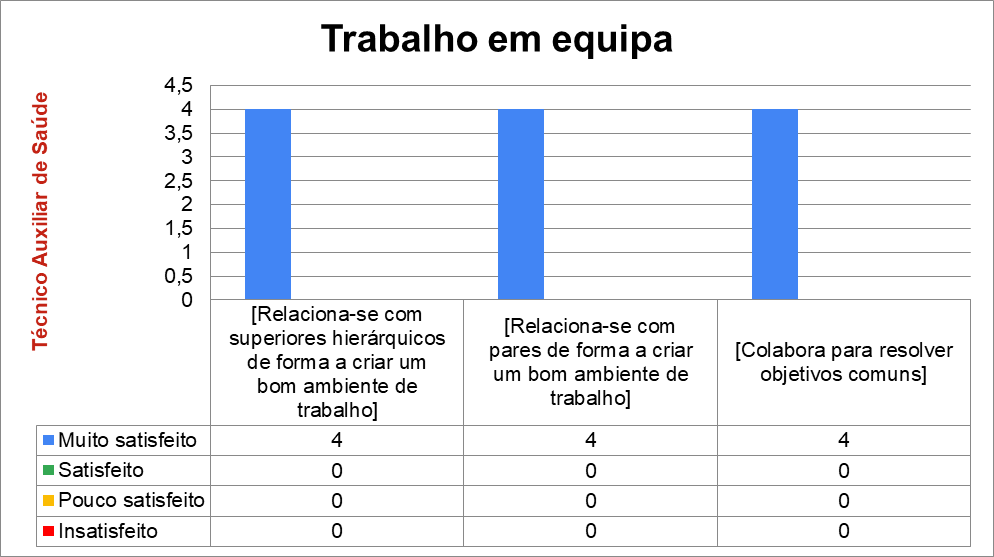 Trabalho em equipa
Técnico Auxiliar de Saúde
4,5
4
3,5
3
2,5
2
1,5
1
0,5
0
[Relaciona-se com
superiores hierárquicos
de forma a criar um
bom ambiente de
trabalho]
[Relaciona-se com
pares de forma a criar
um bom ambiente de
trabalho]
[Colabora para resolver
objetivos comuns]
Muito satisfeito 4 4 4
Satisfeito 0 0 0
Pouco satisfeito 0 0 0
Insatisfeito 0 0 0